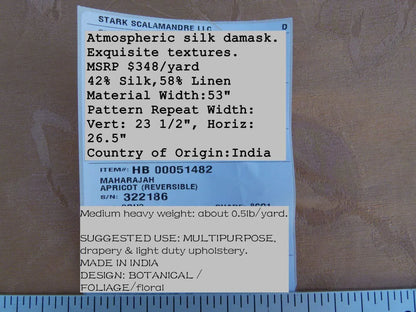 STARK SCALAMANDRE LLC D
Atmospheric silk damask.
Exquisite textures.
MSRP $348/yard
42% Silk,58% Linen
Material Width:53"
Pattern Repeat Width:
Vert: 23 1/2", Horiz:
26.5"
Country of Origin:India
ITEM#: HB 00051482
MAHARAJAH
APRICOT (REVERSIBLE)
S/N: 322186
Medium heavy weight: about 0.5lb/yard.
SUGGESTED USE: MULTIPURPOSE,
drapery & light duty upholstery.
MADE IN INDIA
DESIGN: BOTANICAL /
FOLIAGE/floral